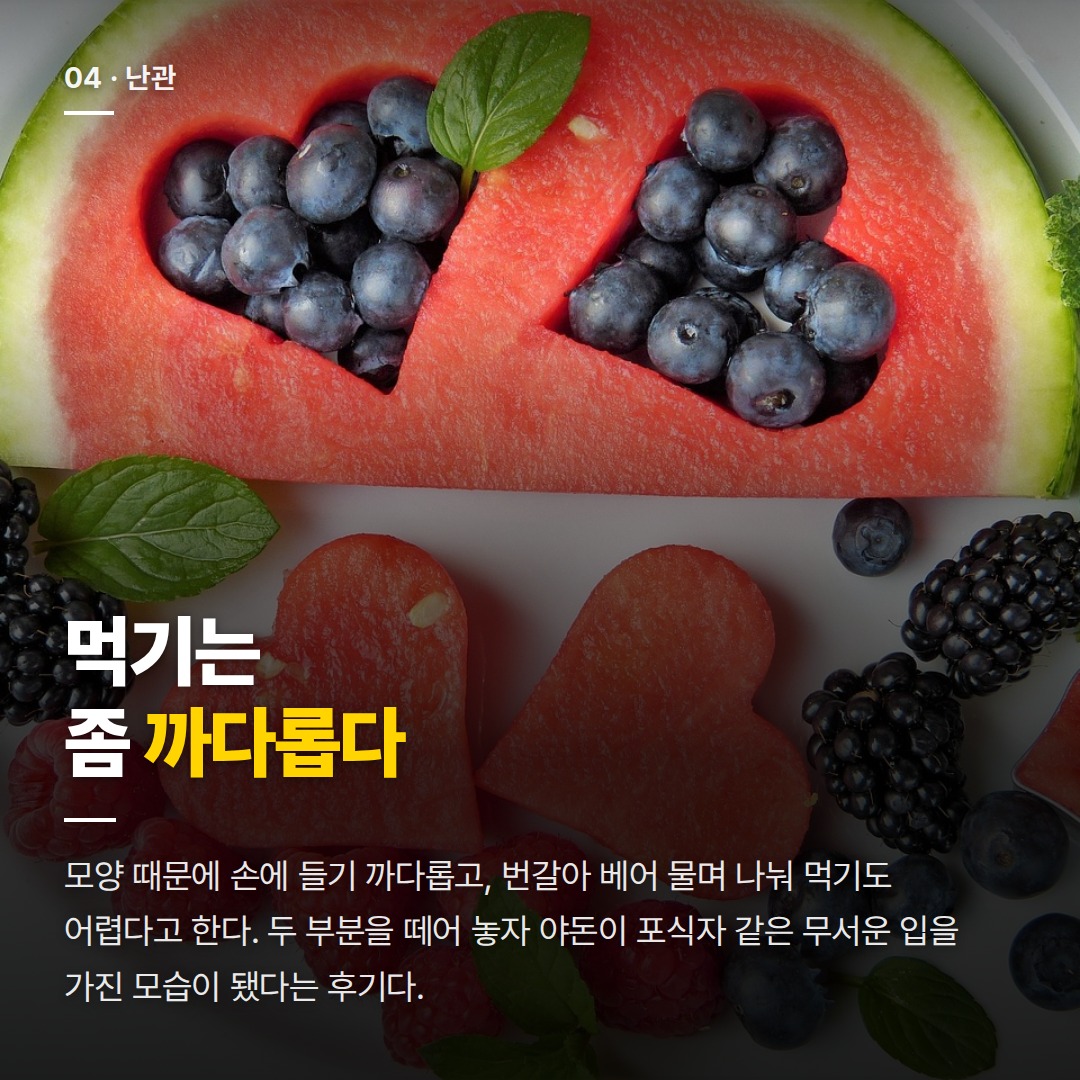 04 · 난관
먹기는
좀 까다롭다
모양 때문에 손에 들기 까다롭고, 번갈아 베어 물며 나눠 먹기도
어렵다고 한다. 두 부분을 떼어 놓자 야돈이 포식자 같은 무서운 입을
가진 모습이 됐다는 후기다.